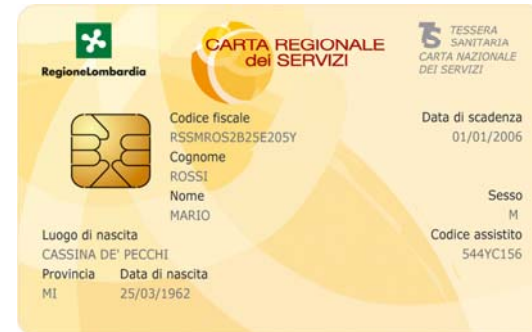 RegioneLombardia
CARTA REGIONALE
dei SERVIZI
TS TESSERA
SANITARIA
CARTA NAZIONALE
DEI SERVIZI
Codice fiscale
RSSMROS2B25E205Y
Data di scadenza
01/01/2006
Cognome
ROSSI
Nome
MARIO
Sesso
M
Luogo di nascita
CASSINA DE' PECCHI
Codice assistito
544YC156
Provincia Data di nascita
MI 25/03/1962